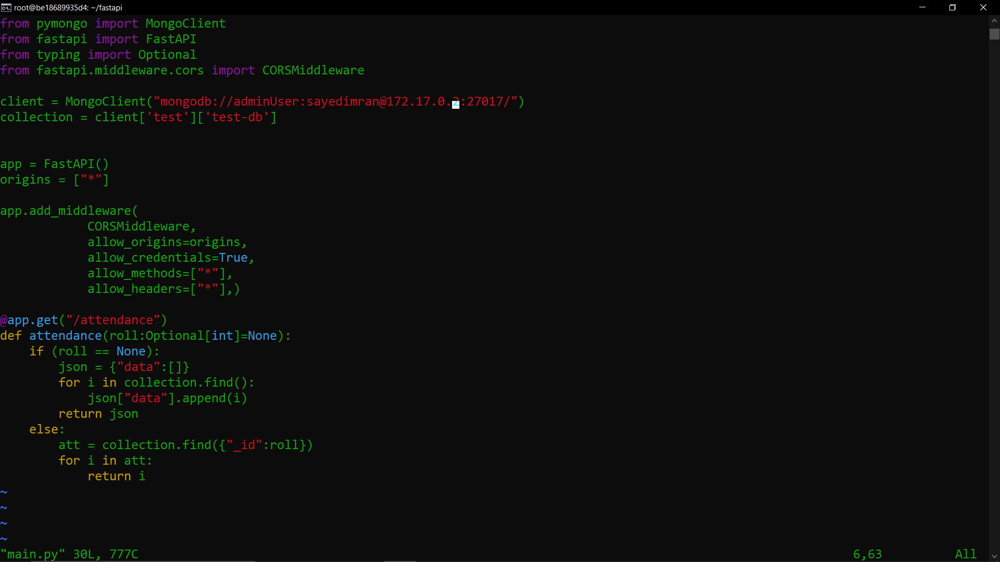 root@be18689935d4: ~/fastapi
from pymongo import MongoClient
from fastapi import FastAPI
from typing import Optional
from fastapi.middleware.cors import CORSMiddleware

client = MongoClient("mongodb://adminUser:sayedimran@172.17.0.2:27017/")
collection = client['test']['test-db']


app = FastAPI()
origins = ["*"]

app.add_middleware(
            CORSMiddleware,
            allow_origins=origins,
            allow_credentials=True,
            allow_methods=["*"],
            allow_headers=["*"],)

@app.get("/attendance")
def attendance(roll:Optional[int]=None):
    if (roll == None):
        json = {"data":[]}
        for i in collection.find():
            json["data"].append(i)
        return json
    else:
        att = collection.find({"_id":roll})
        for i in att:
            return i
~
~
~
~
"main.py" 30L, 777C 6,63 All